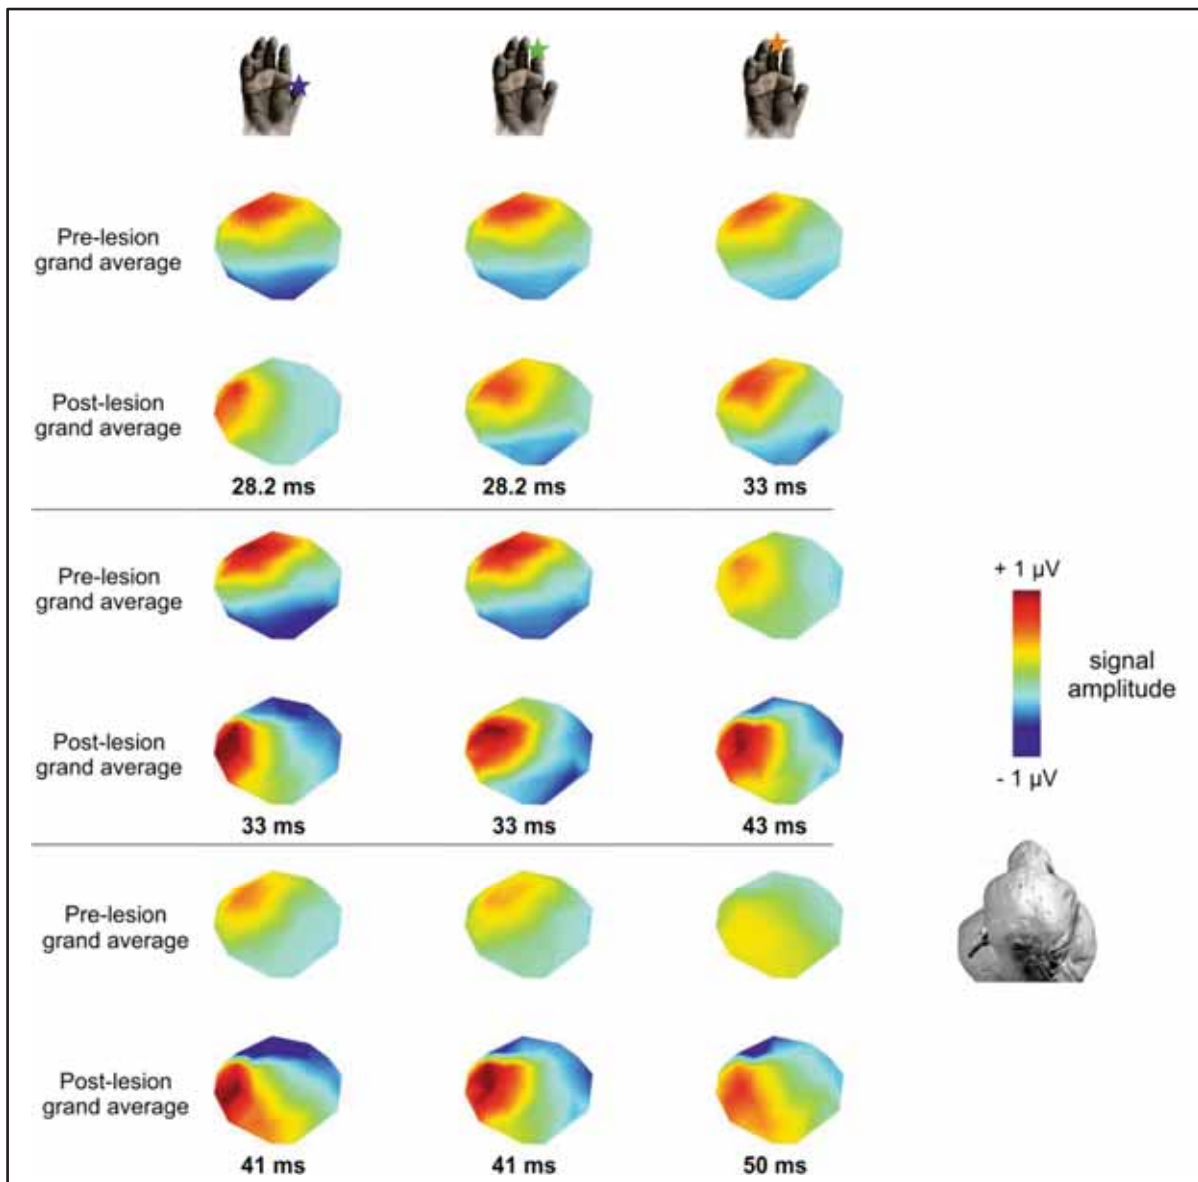 Pre-lesion
grand average
Post-lesion
grand average
28.2 ms
28.2 ms
33 ms
Pre-lesion
grand average
+ 1 µV
signal
amplitude
Post-lesion
grand average
- 1 µV
33 ms
33 ms
43 ms
Pre-lesion
grand average
Post-lesion
grand average
41 ms
41 ms
50 ms